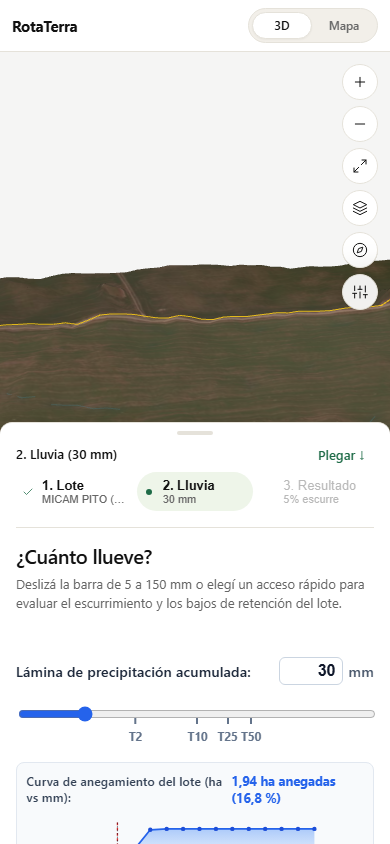 RotaTerra
3D
Mapa
2. Lluvia (30 mm)
Plegar ↓
1. Lote
MICAM PITO (...
2. Lluvia
30 mm
3. Resultado
5% escurre
¿Cuánto llueve?
Deslizá la barra de 5 a 150 mm o elegí un acceso rápido para
evaluar el escurrimiento y los bajos de retención del lote.
Lámina de precipitación acumulada:
30 mm
T2
T10
T25
T50
Curva de anegamiento del lote (ha
vs mm):
1,94 ha anegadas
(16,8 %)